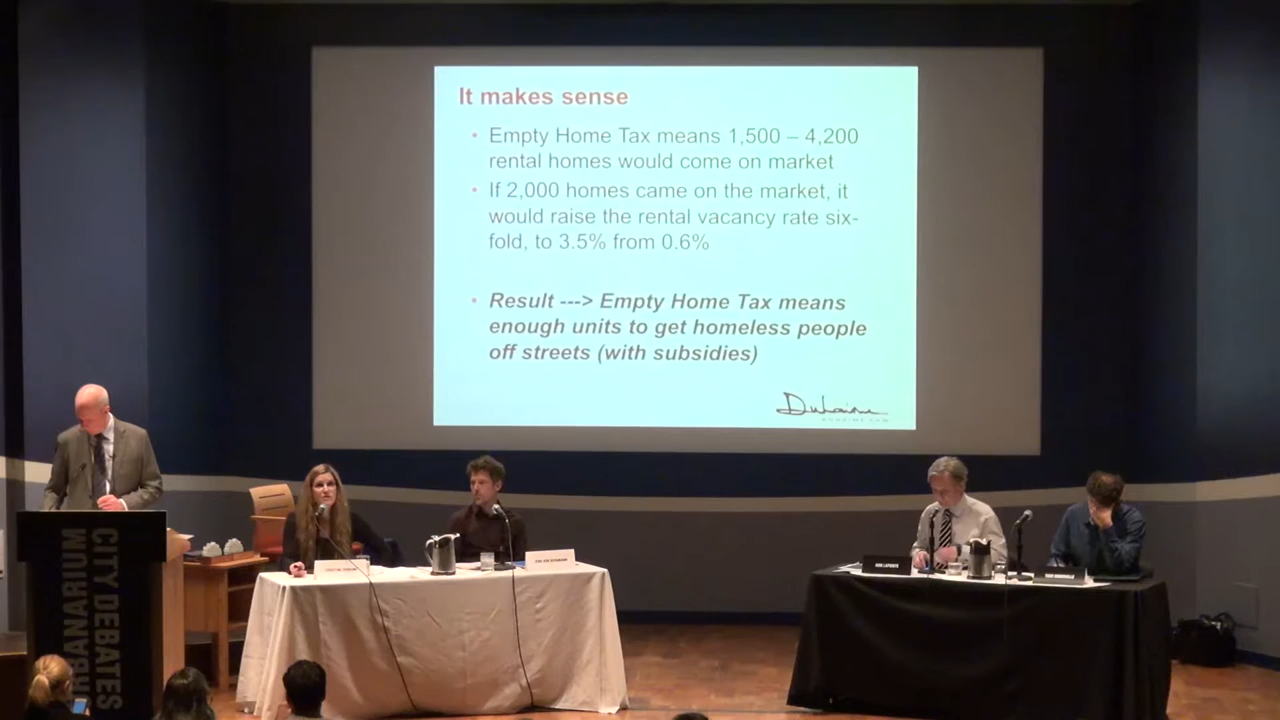 It makes sense
• Empty Home Tax means 1,500 – 4,200
rental homes would come on market
• If 2,000 homes came on the market, it
would raise the rental vacancy rate six-
fold, to 3.5% from 0.6%
• Result ---> Empty Home Tax means
enough units to get homeless people
off streets (with subsidies)
URBANARIUM
CITY DEBATES